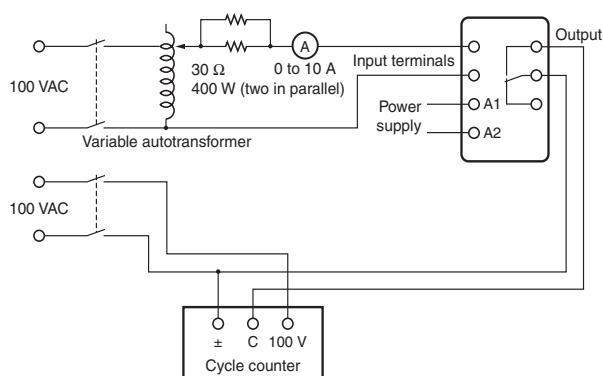 100 VAC
30 Ω
400 W (two in parallel)
A
0 to 10 A
Input terminals
Output
Power
supply
A1
A2
Variable autotransformer
100 VAC
± C 100 V
Cycle counter